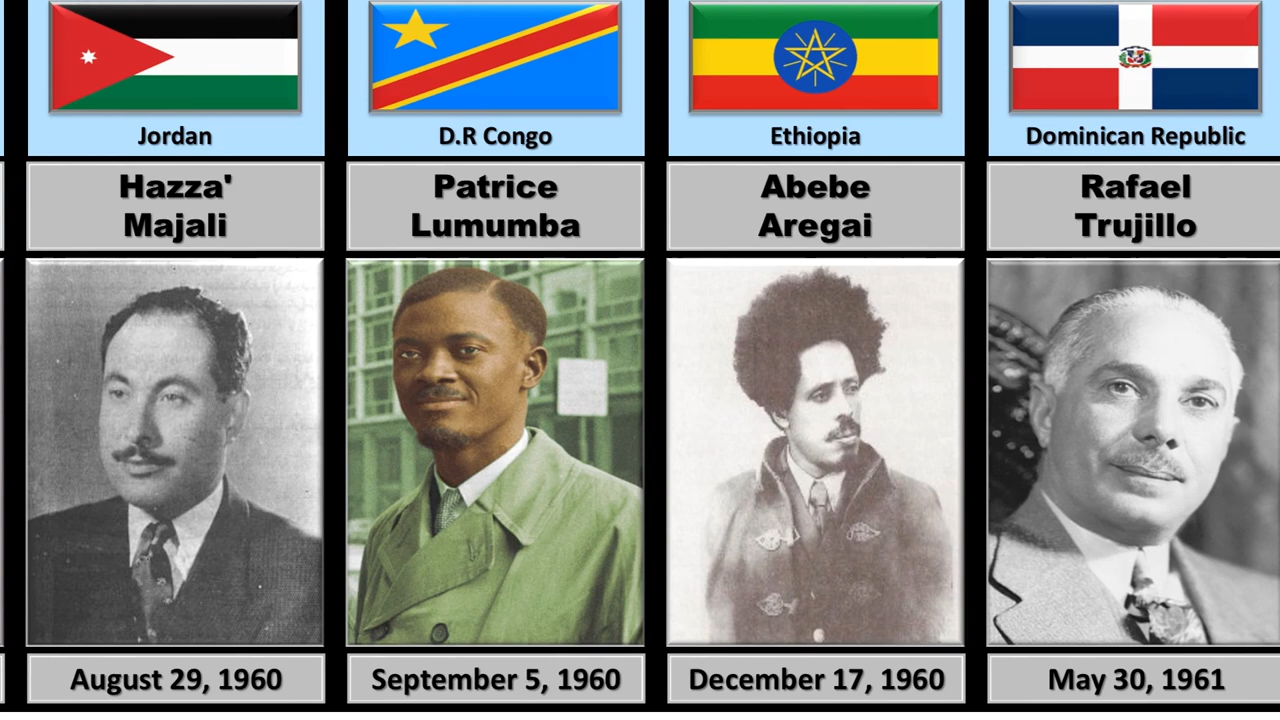 Jordan
Hazza'
Majali
August 29, 1960
D.R Congo
Patrice
Lumumba
September 5, 1960
Ethiopia
Abebe
Aregai
December 17, 1960
Dominican Republic
Rafael
Trujillo
May 30, 1961